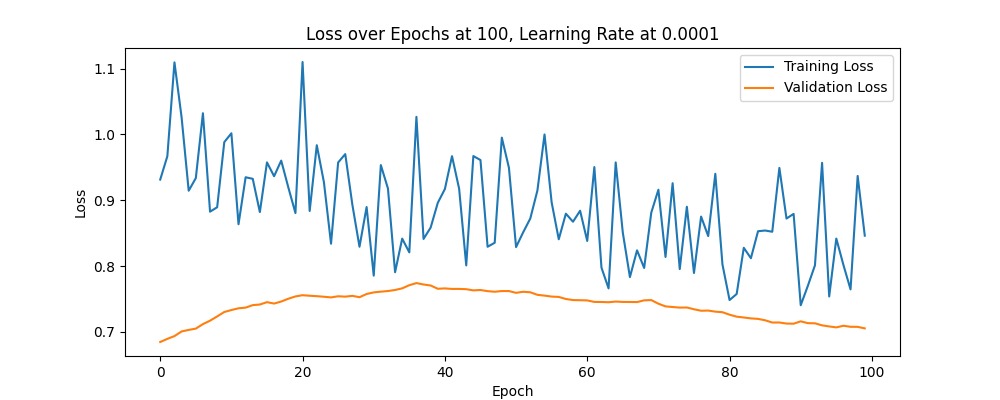 Loss over Epochs at 100, Learning Rate at 0.0001
Training Loss
Validation Loss
Loss
1.1
1.0
0.9
0.8
0.7
0
20
40
60
80
100
Epoch